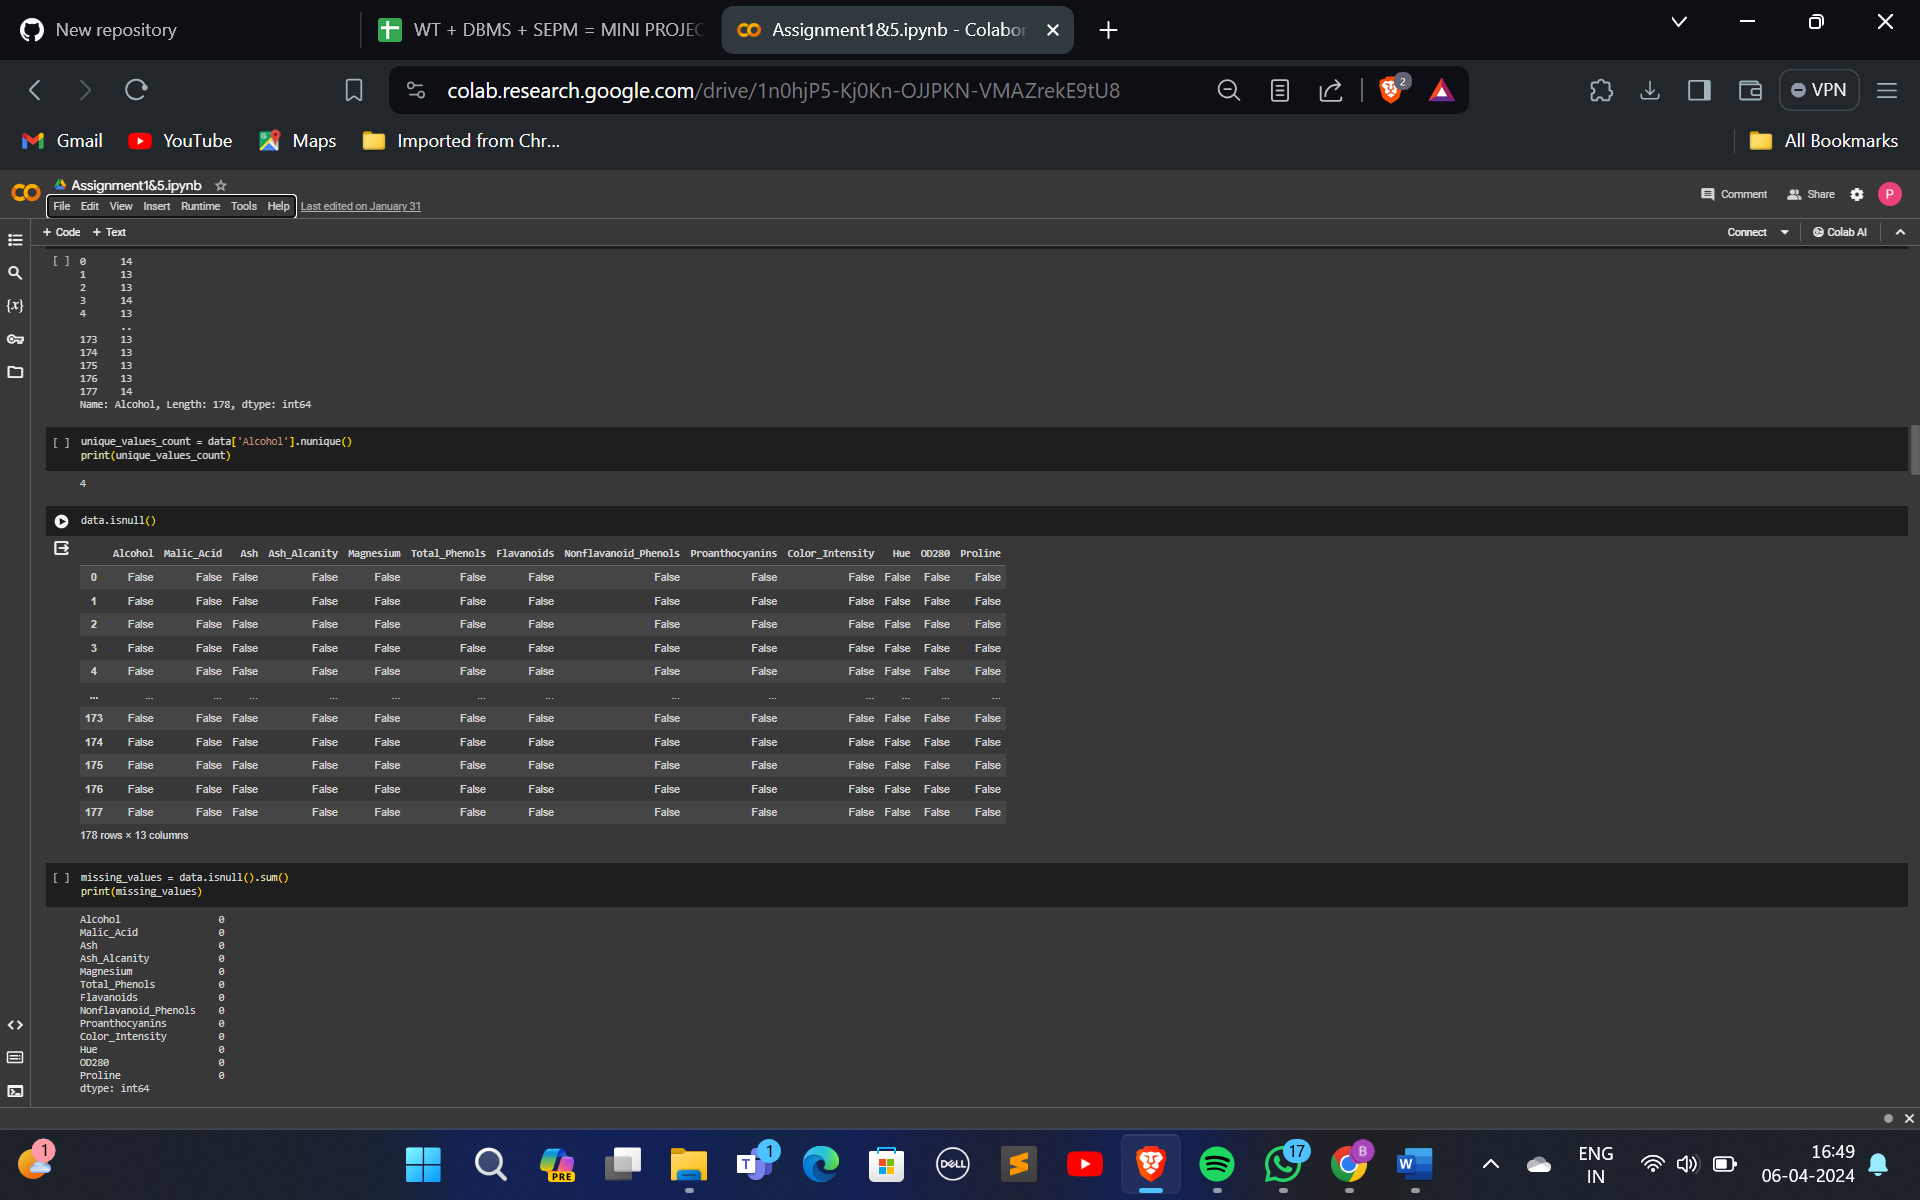 New repository
WT + DBMS + SEPM = MINI PROJEC
Assignment1&5.ipynb - Colabor
colab.research.google.com/drive/1n0hjP5-Kj0Kn-OJJPKN-VMAZrekE9tU8
2
VPN
Gmail
YouTube
Maps
Imported from Chr...
All Bookmarks
Assignment1&5.ipynb
File Edit View Insert Runtime Tools Help Last edited on January 31
Comment Share P
+ Code + Text
Connect Colab AI
[ ] 0 14
1 13
2 13
3 14
4 13
..
173 13
174 13
175 13
176 13
177 14
Name: Alcohol, Length: 178, dtype: int64
[ ] unique_values_count = data['Alcohol'].nunique()
print(unique_values_count)
4
data.isnull()
Alcohol Malic_Acid Ash Ash_Alcanity Magnesium Total_Phenols Flavanoids Nonflavanoid_Phenols Proanthocyanins Color_Intensity Hue OD280 Proline
0 False False False False False False False False False False False False False
1 False False False False False False False False False False False False False
2 False False False False False False False False False False False False False
3 False False False False False False False False False False False False False
4 False False False False False False False False False False False False False
... ... ... ... ... ... ... ... ... ... ... ... ... ...
173 False False False False False False False False False False False False False
174 False False False False False False False False False False False False False
175 False False False False False False False False False False False False False
176 False False False False False False False False False False False False False
177 False False False False False False False False False False False False False
178 rows × 13 columns
[ ] missing_values = data.isnull().sum()
print(missing_values)
Alcohol 0
Malic_Acid 0
Ash 0
Ash_Alcanity 0
Magnesium 0
Total_Phenols 0
Flavanoids 0
Nonflavanoid_Phenols 0
Proanthocyanins 0
Color_Intensity 0
Hue 0
OD280 0
Proline 0
dtype: int64
1
PRE
T 1
DELL
17
B
W
ENG
IN
16:49
06-04-2024